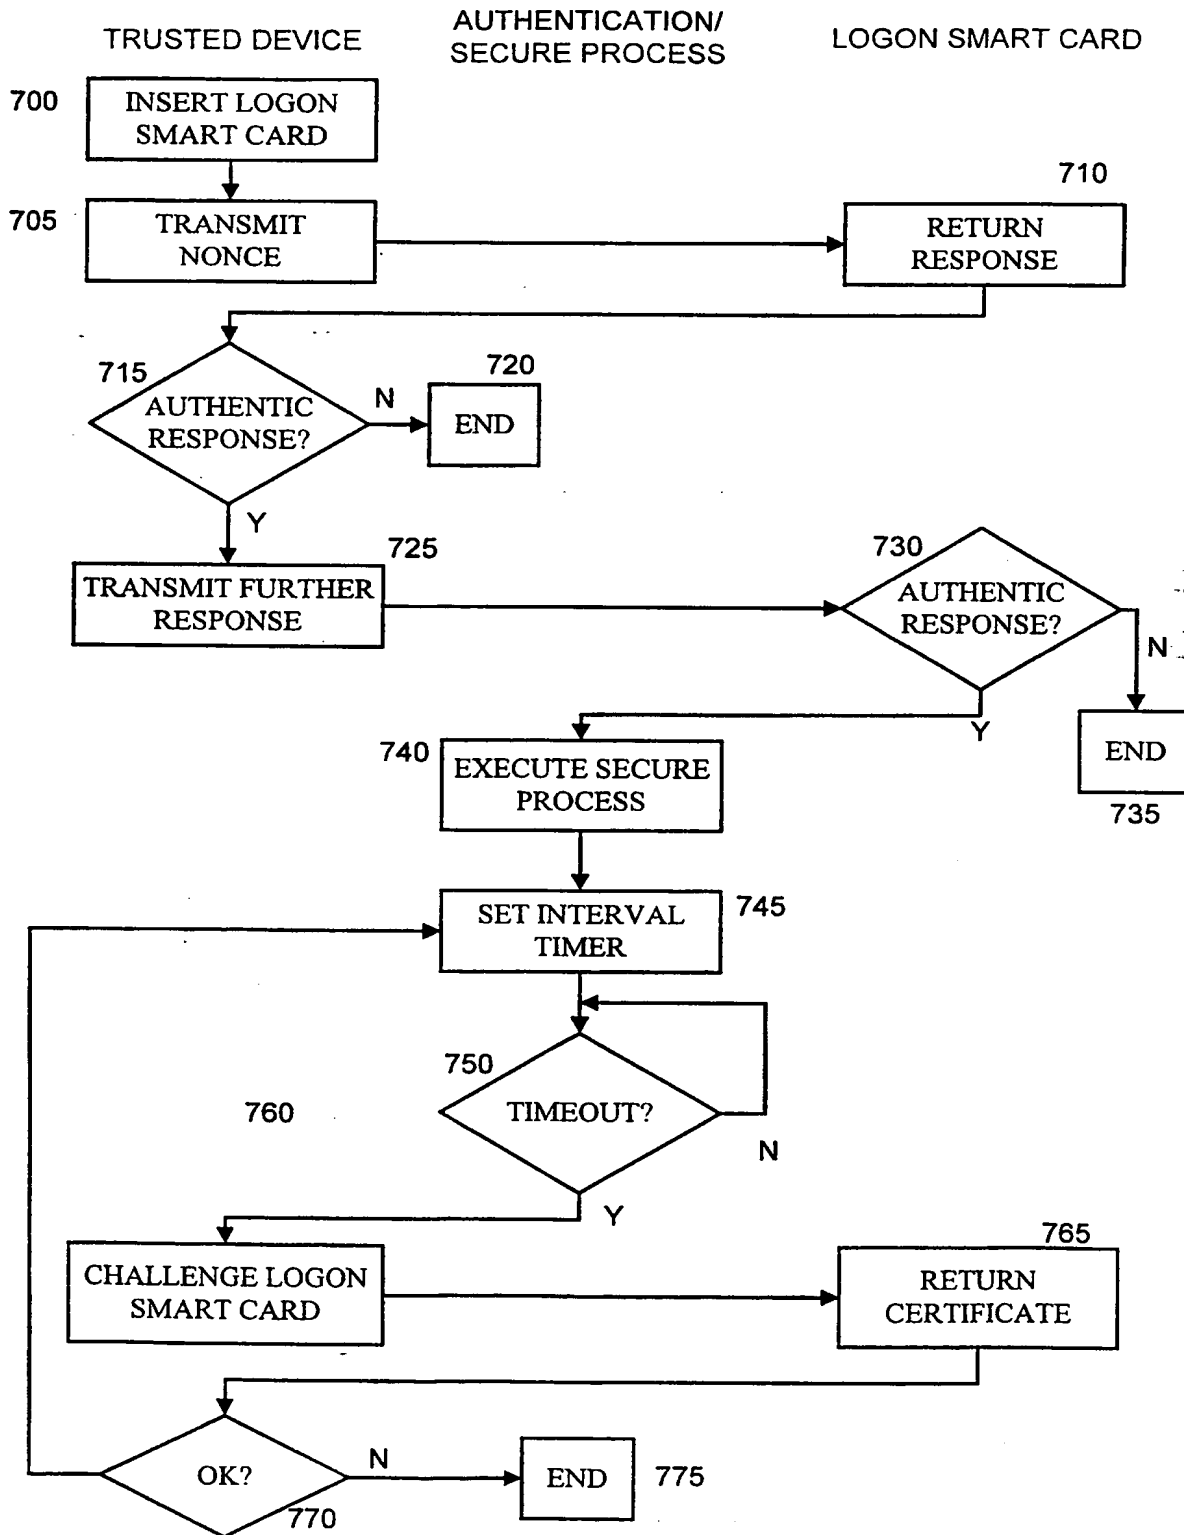 TRUSTED DEVICE
AUTHENTICATION/
SECURE PROCESS
LOGON SMART CARD
700
INSERT LOGON
SMART CARD
705
TRANSMIT
NONCE
710
RETURN
RESPONSE
715
AUTHENTIC
RESPONSE?
N
720
END
Y
725
TRANSMIT FURTHER
RESPONSE
730
AUTHENTIC
RESPONSE?
N
Y
END
735
740
EXECUTE SECURE
PROCESS
SET INTERVAL
TIMER
745
750
TIMEOUT?
N
760
Y
CHALLENGE LOGON
SMART CARD
765
RETURN
CERTIFICATE
OK?
770
N
END
775